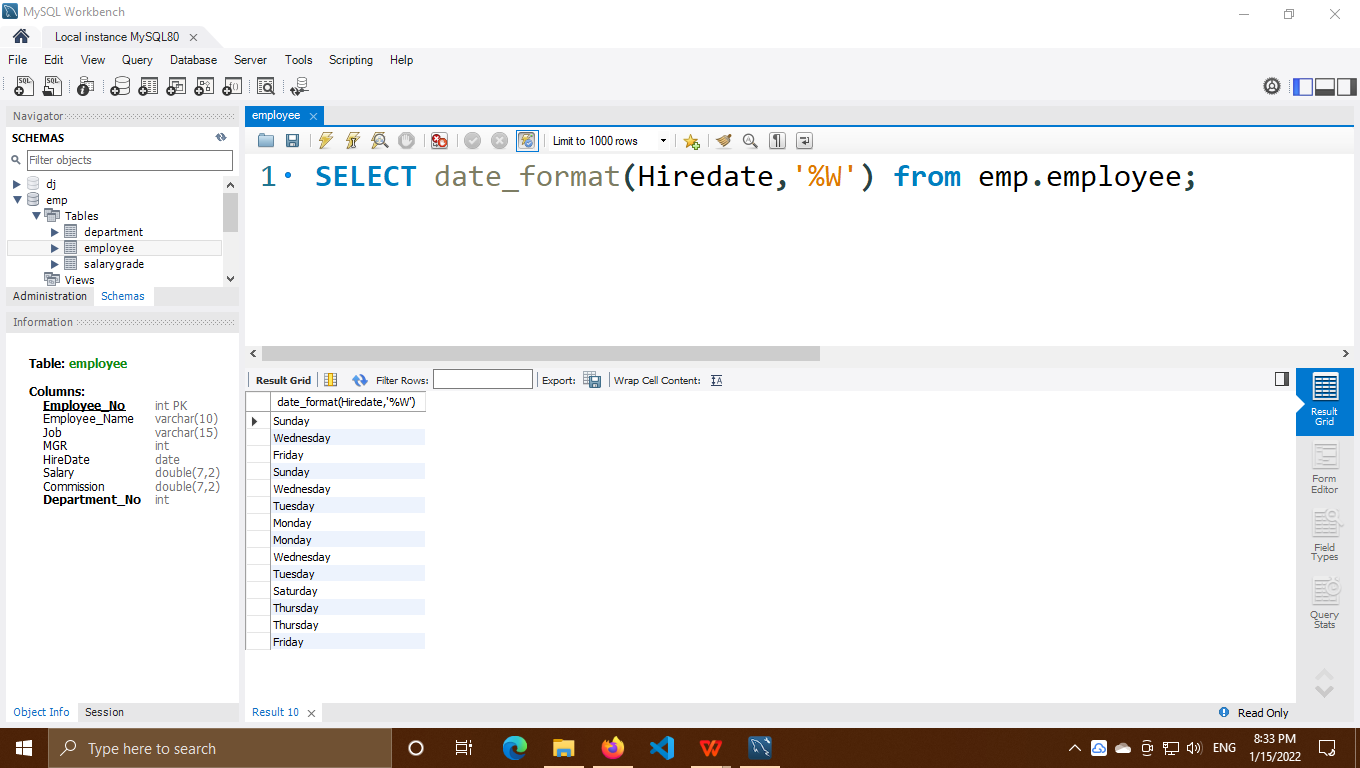 MySQL Workbench
Local instance MySQL80
File Edit View Query Database Server Tools Scripting Help
Navigator
SCHEMAS
Filter objects
dj
emp
Tables
department
employee
salarygrade
Views
Administration Schemas
Information
Table: employee
Columns:
Employee_No int PK
Employee_Name varchar(10)
Job varchar(15)
MGR int
HireDate date
Salary double(7,2)
Commission double(7,2)
Department_No int
Object Info Session
employee
Limit to 1000 rows
1 SELECT date_format(Hiredate,'%W') from emp.employee;
Result Grid Filter Rows: Export: Wrap Cell Content:
date_format(Hiredate,'%W')
Sunday
Wednesday
Friday
Sunday
Wednesday
Tuesday
Monday
Monday
Wednesday
Tuesday
Saturday
Thursday
Thursday
Friday
Result
Grid
Form
Editor
Field
Types
Query
Stats
Result 10
Read Only
Type here to search
ENG
8:33 PM
1/15/2022